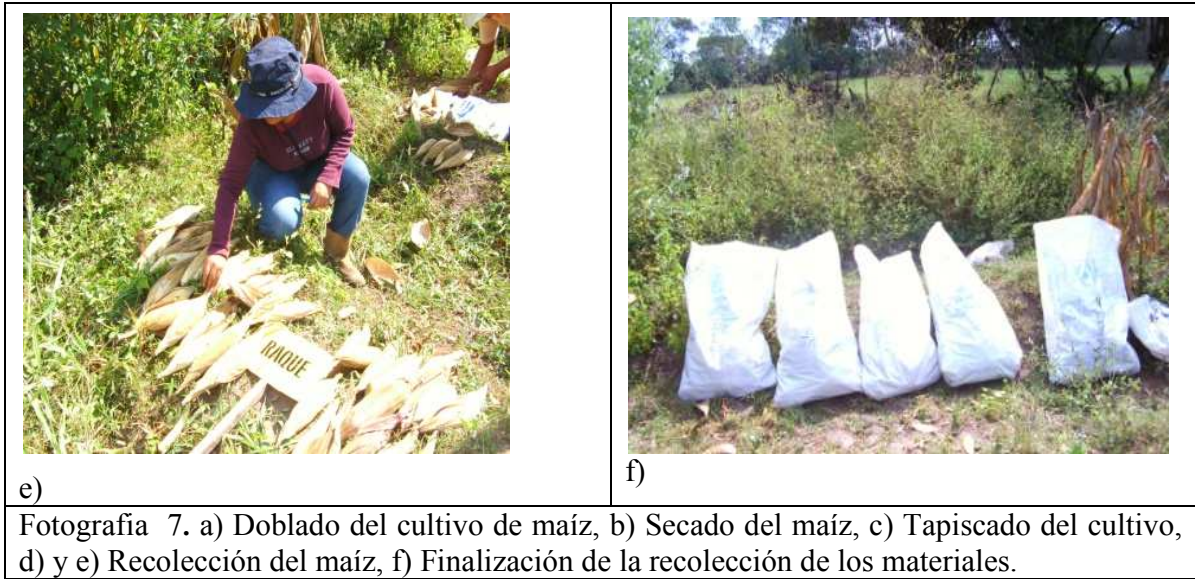 RAQUE
e)
f)
Fotografia 7. a) Doblado del cultivo de maíz, b) Secado del maíz, c) Tapiscado del cultivo,
d) y e) Recolección del maíz, f) Finalización de la recolección de los materiales.